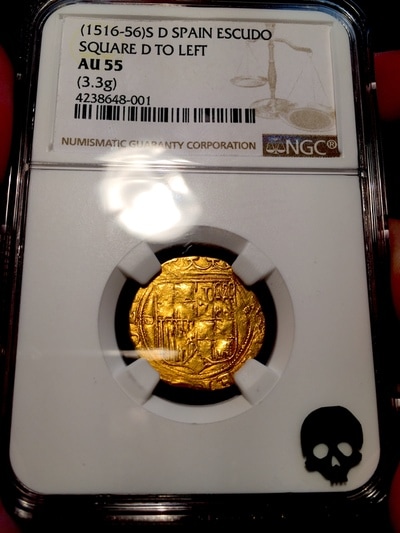 (1516-56)S D SPAIN ESCUDO
SQUARE D TO LEFT
AU 55
(3.3g)
4238648-001
NUMISMATIC GUARANTY CORPORATION NGC®